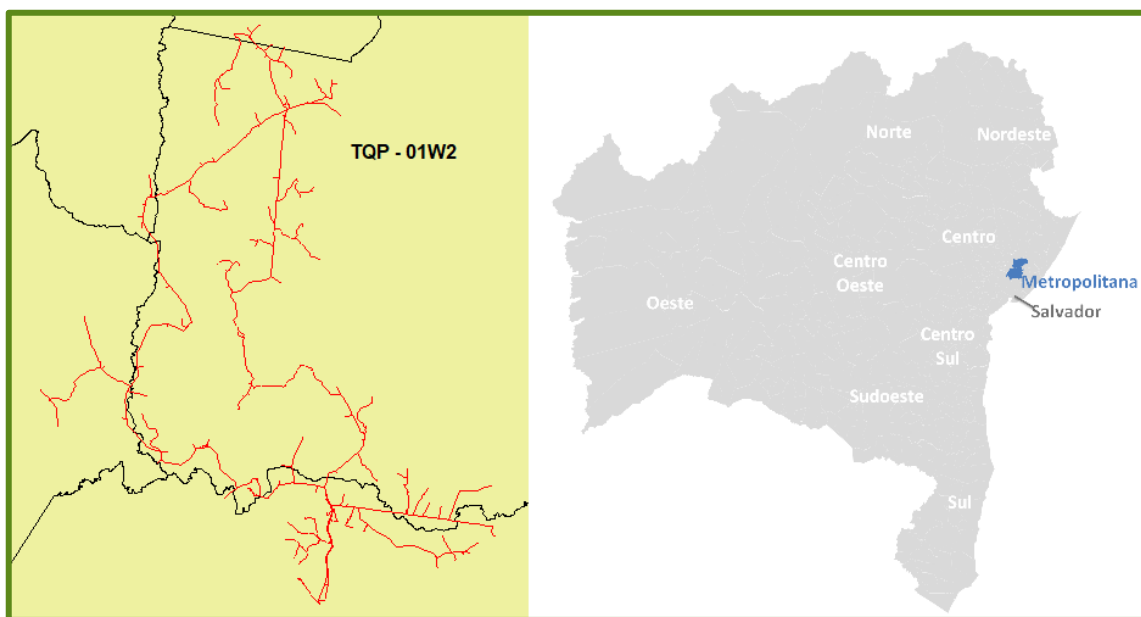 TQP - 01W2
Norte
Nordeste
Centro
Centro
Oeste
Metropolitana
Oeste
Salvador
Centro
Sul
Sudoeste
Sul